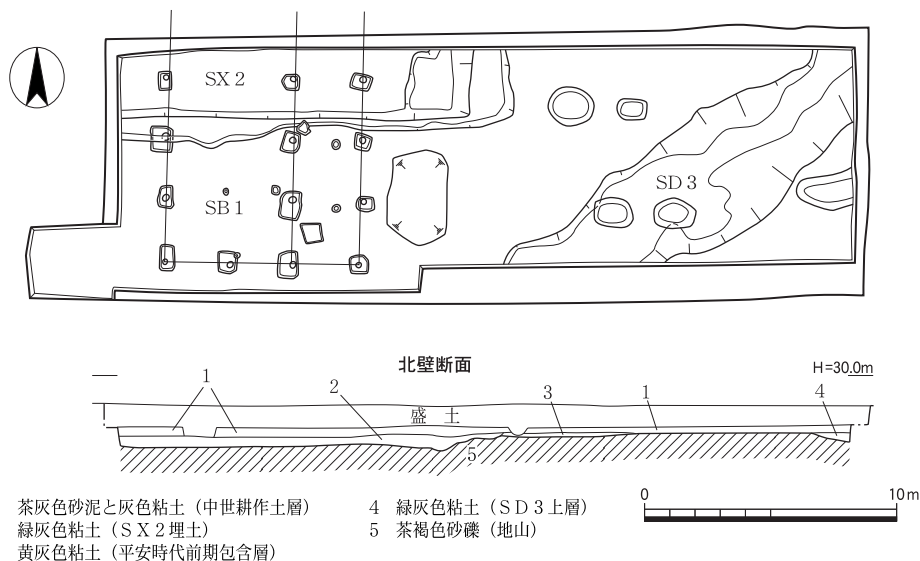 SX 2
SB 1
SD 3
北壁断面
H=30.0m
1
2
3
1
4
盛 土
5
茶灰色砂泥と灰色粘土（中世耕作土層）
緑灰色粘土（ＳＸ２埋土）
黄灰色粘土（平安時代前期包含層）
4 緑灰色粘土（ＳＤ３上層）
5 茶褐色砂礫（地山）
0 10m